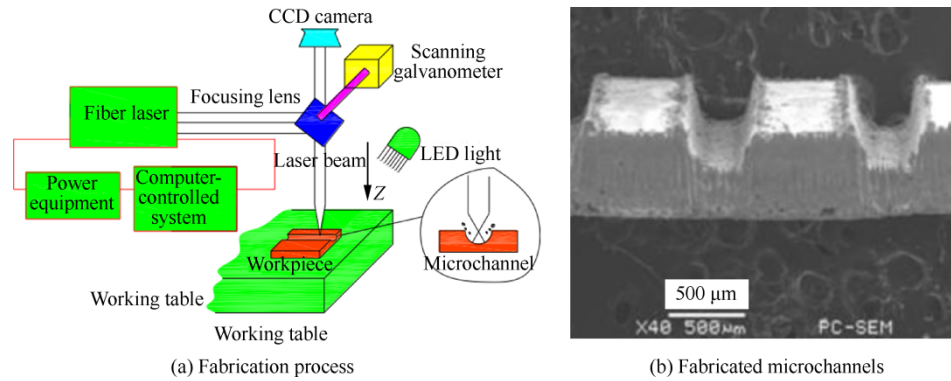 CCD camera
Scanning
galvanometer
Focusing lens
Fiber laser
Laser beam
LED light
Power
equipment
Computer-
controlled
system
Z
Workpiece
Microchannel
Working table
Working table
(a) Fabrication process
500 μm
X40 500μm PC-SEM
(b) Fabricated microchannels